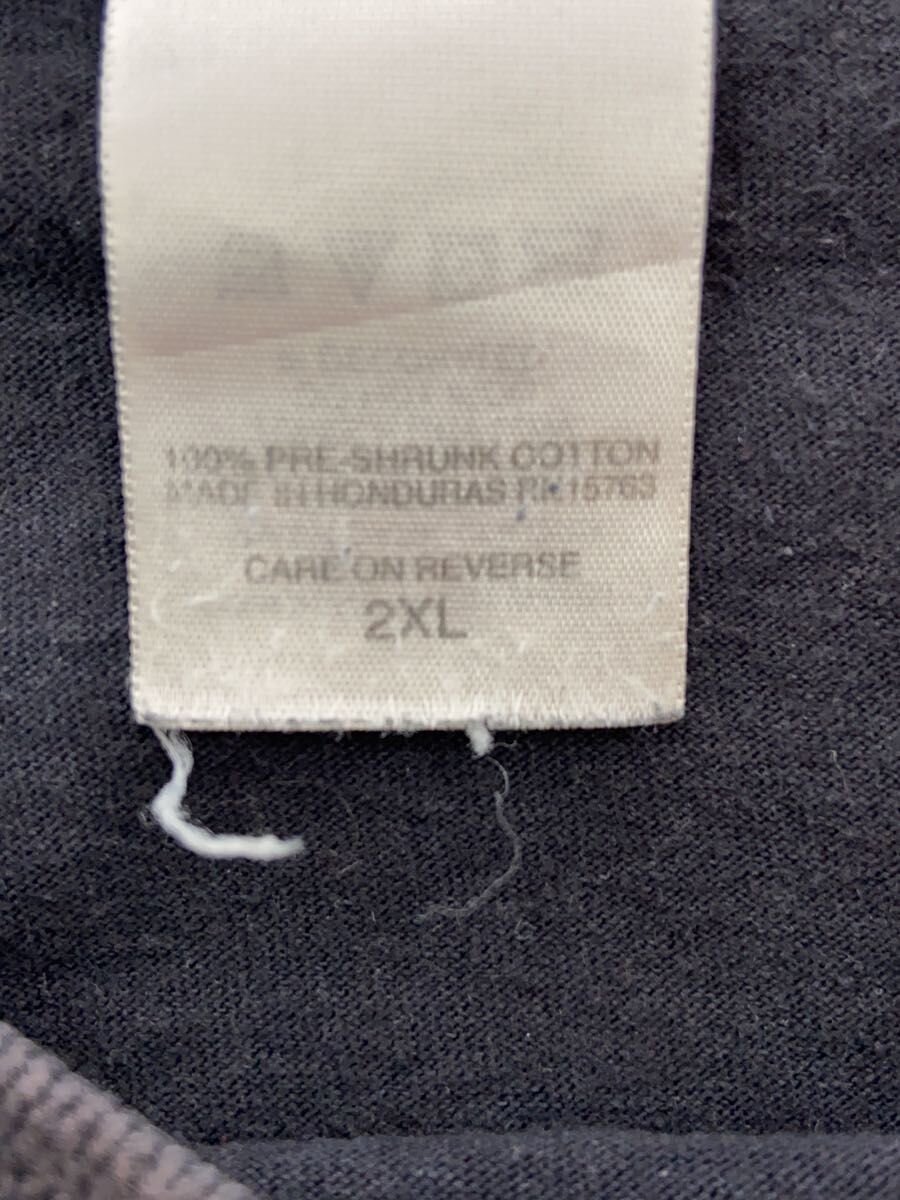 100% PRE-SHRUNK COTTON
MADE IN HONDURAS RN 15763
CARE ON REVERSE
2XL